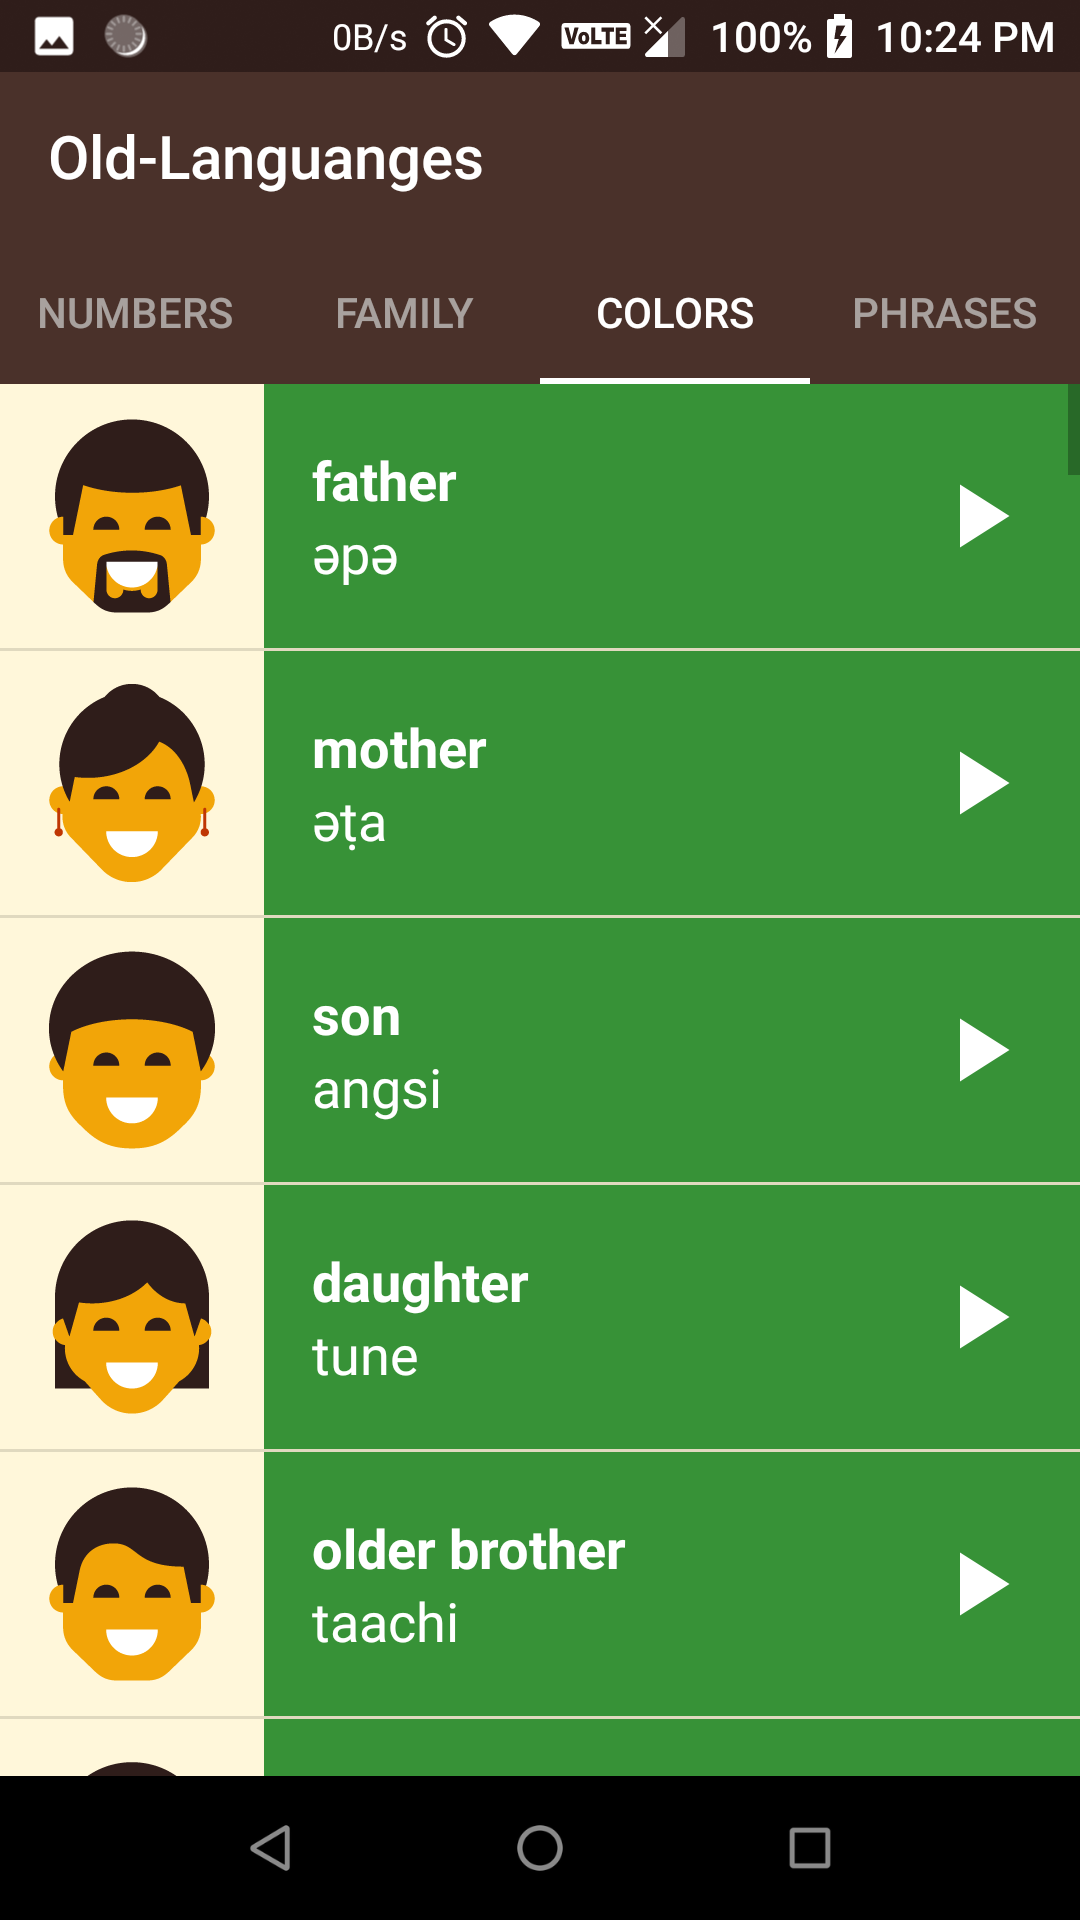 0B/s VoLTE 100% 10:24 PM
Old-Languanges
NUMBERS FAMILY COLORS PHRASES
father
əpə
mother
əṭa
son
angsi
daughter
tune
older brother
taachi